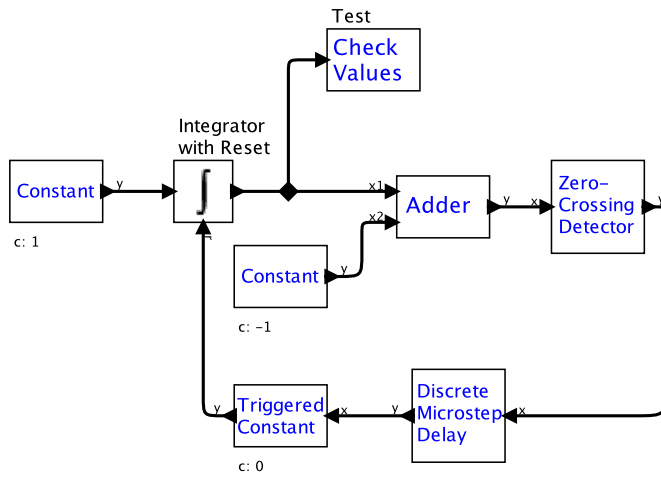 Test
Check
Values
Integrator
with Reset
Constant
y
∫
x1
x2
Adder
y
x
Zero-
Crossing
Detector
y
c: 1
r
Constant
y
c: -1
Triggered
Constant
y
x
Discrete
Microstep
Delay
y
x
c: 0